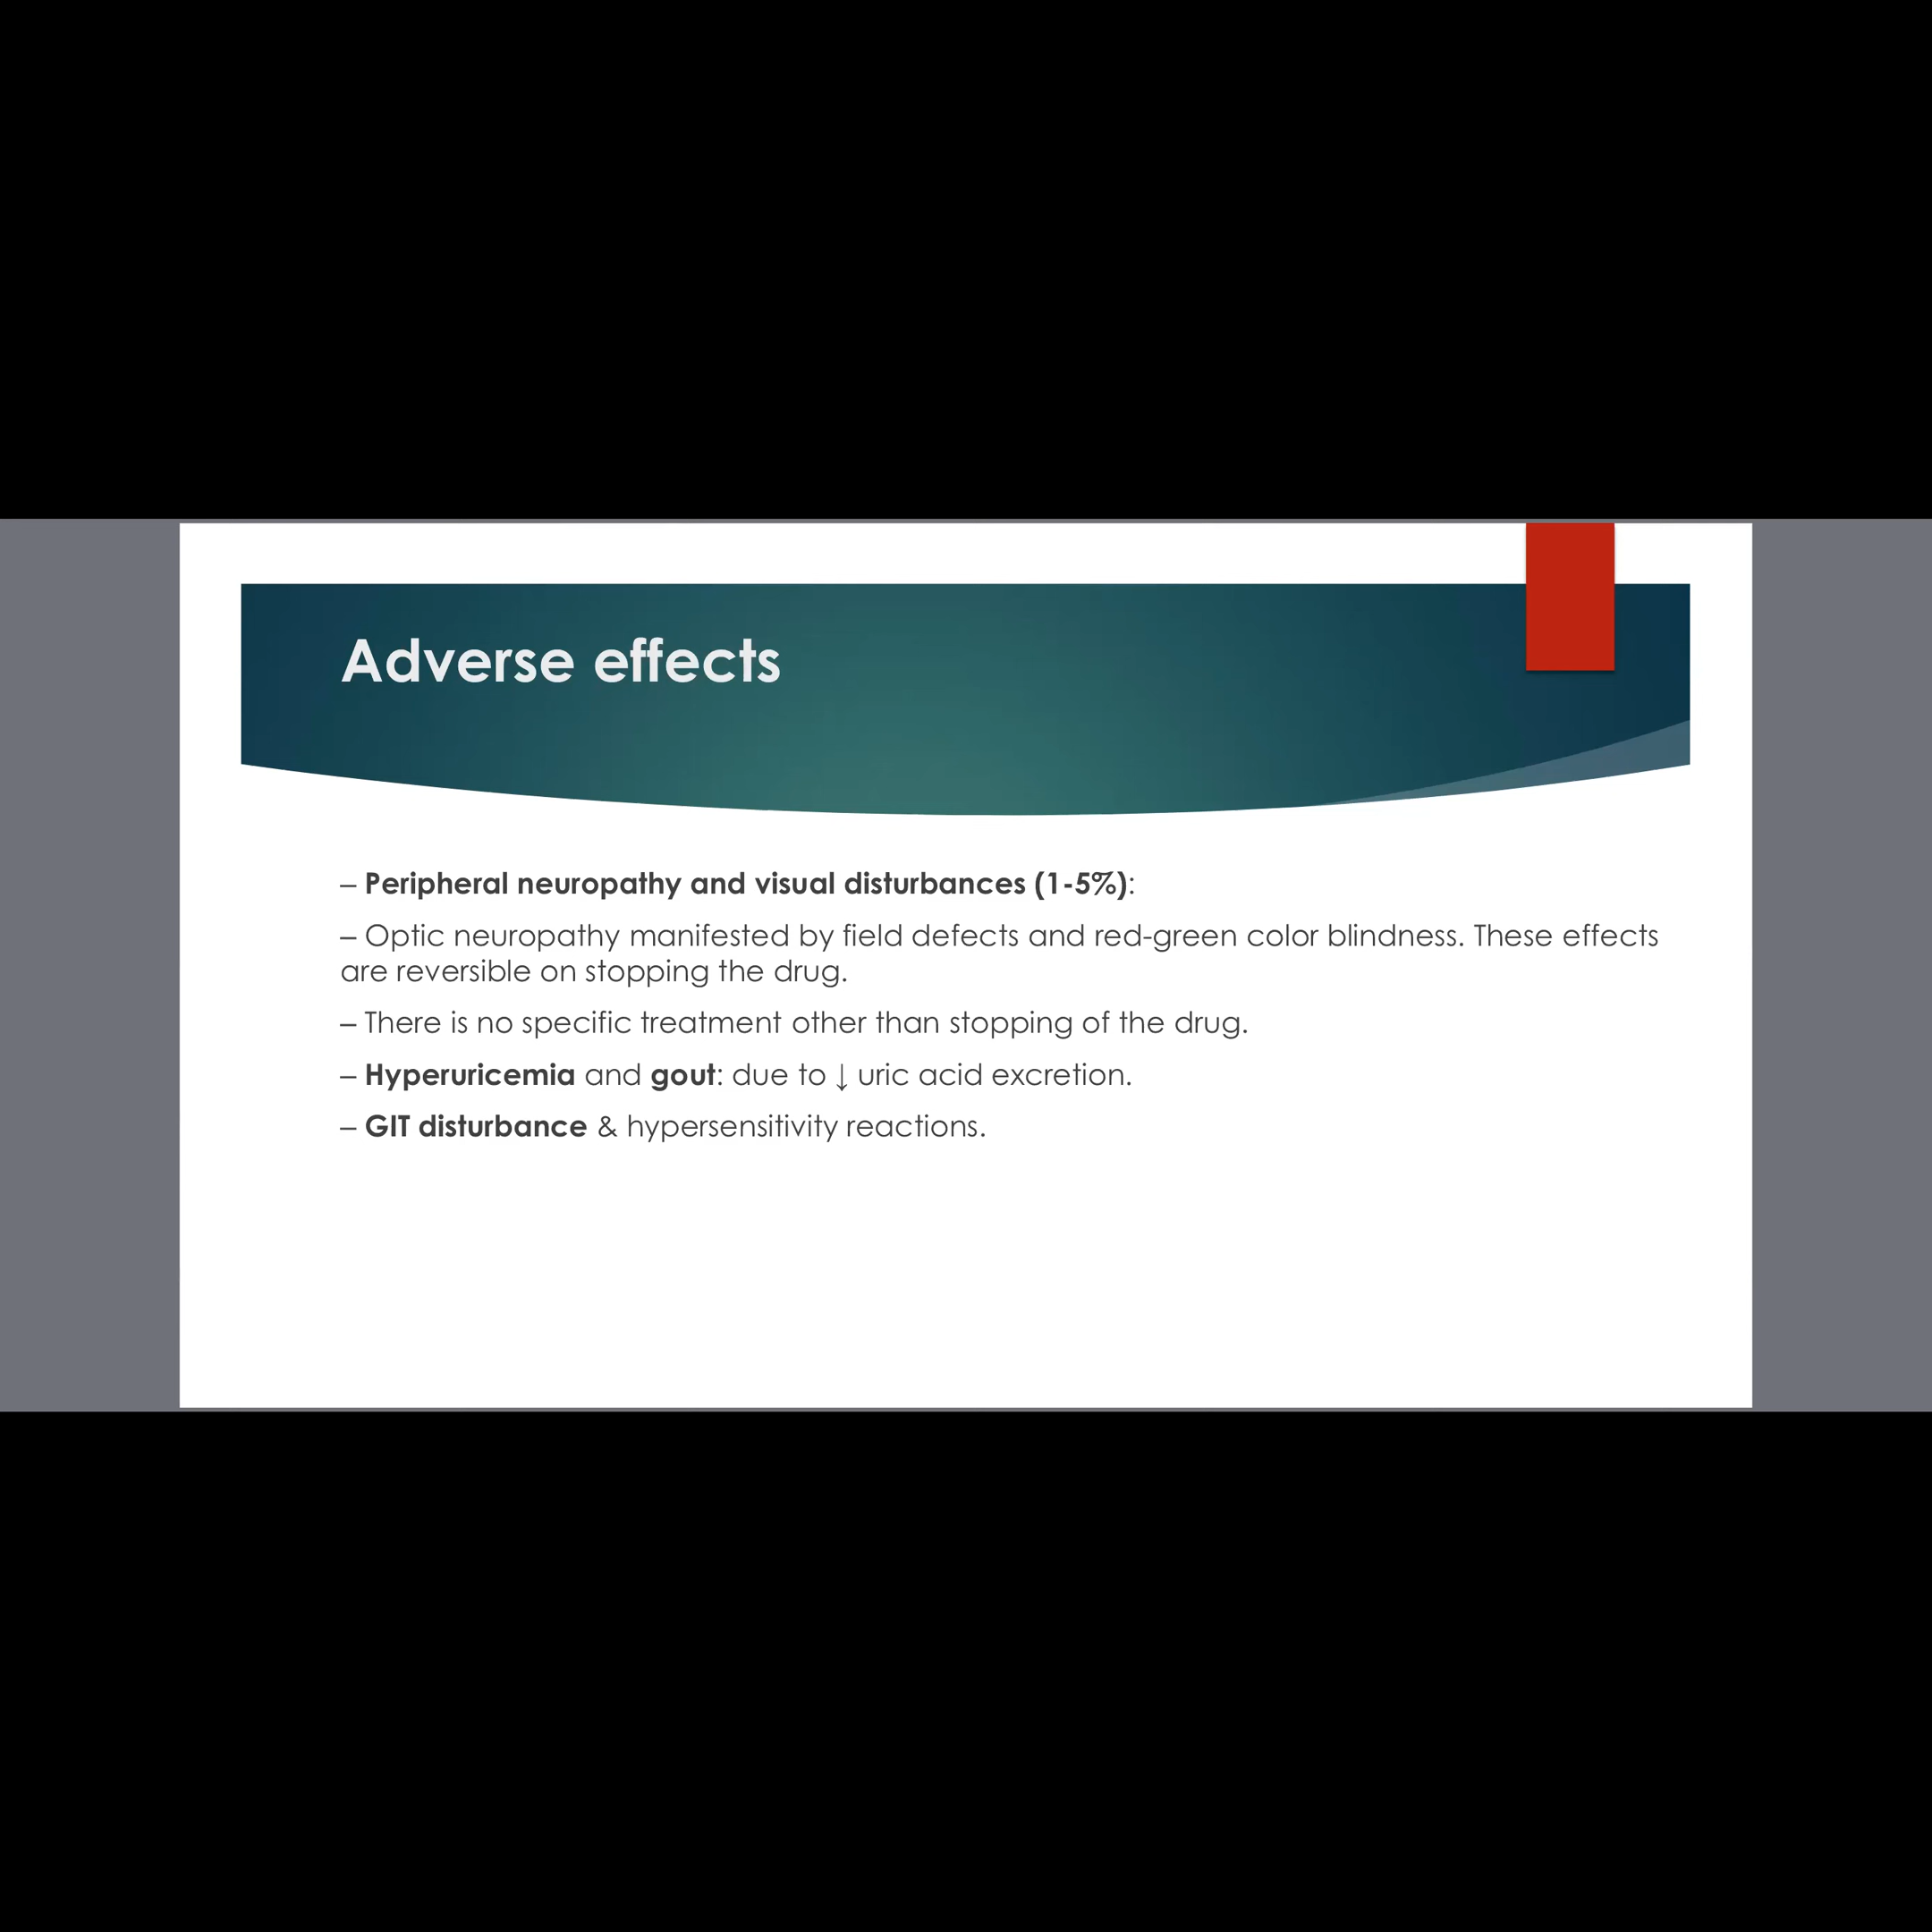 Adverse effects
– Peripheral neuropathy and visual disturbances (1-5%):
– Optic neuropathy manifested by field defects and red-green color blindness. These effects
are reversible on stopping the drug.
– There is no specific treatment other than stopping of the drug.
– Hyperuricemia and gout: due to ↓ uric acid excretion.
– GIT disturbance & hypersensitivity reactions.